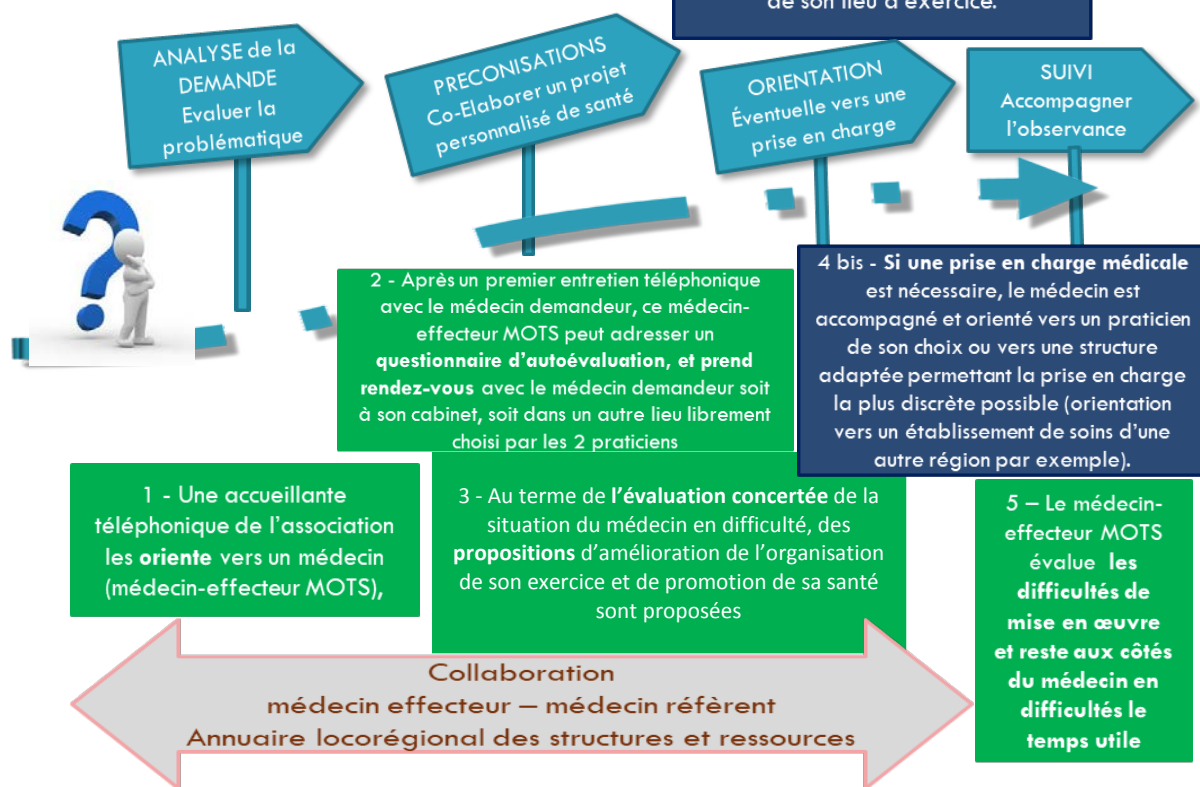 de son lieu d'exercice.
ANALYSE de la
DEMANDE
Evaluer la
problématique
PRECONISATIONS
Co-Elaborer un projet
personnalisé de santé
ORIENTATION
Éventuelle vers une
prise en charge
SUIVI
Accompagner
l'observance
2 - Après un premier entretien téléphonique
avec le médecin demandeur, ce médecin-
effecteur MOTS peut adresser un
questionnaire d'autoévaluation, et prend
rendez-vous avec le médecin demandeur soit
à son cabinet, soit dans un autre lieu librement
choisi par les 2 praticiens
4 bis - Si une prise en charge médicale
est nécessaire, le médecin est
accompagné et orienté vers un praticien
de son choix ou vers une structure
adaptée permettant la prise en charge
la plus discrète possible (orientation
vers un établissement de soins d'une
autre région par exemple).
1 - Une accueillante
téléphonique de l'association
les oriente vers un médecin
(médecin-effecteur MOTS),
3 - Au terme de l'évaluation concertée de la
situation du médecin en difficulté, des
propositions d'amélioration de l'organisation
de son exercice et de promotion de sa santé
sont proposées
5 – Le médecin-
effecteur MOTS
évalue les
difficultés de
mise en œuvre
et reste aux côtés
du médecin en
difficultés le
temps utile
Collaboration
médecin effecteur – médecin réfèrent
Annuaire locorégional des structures et ressources